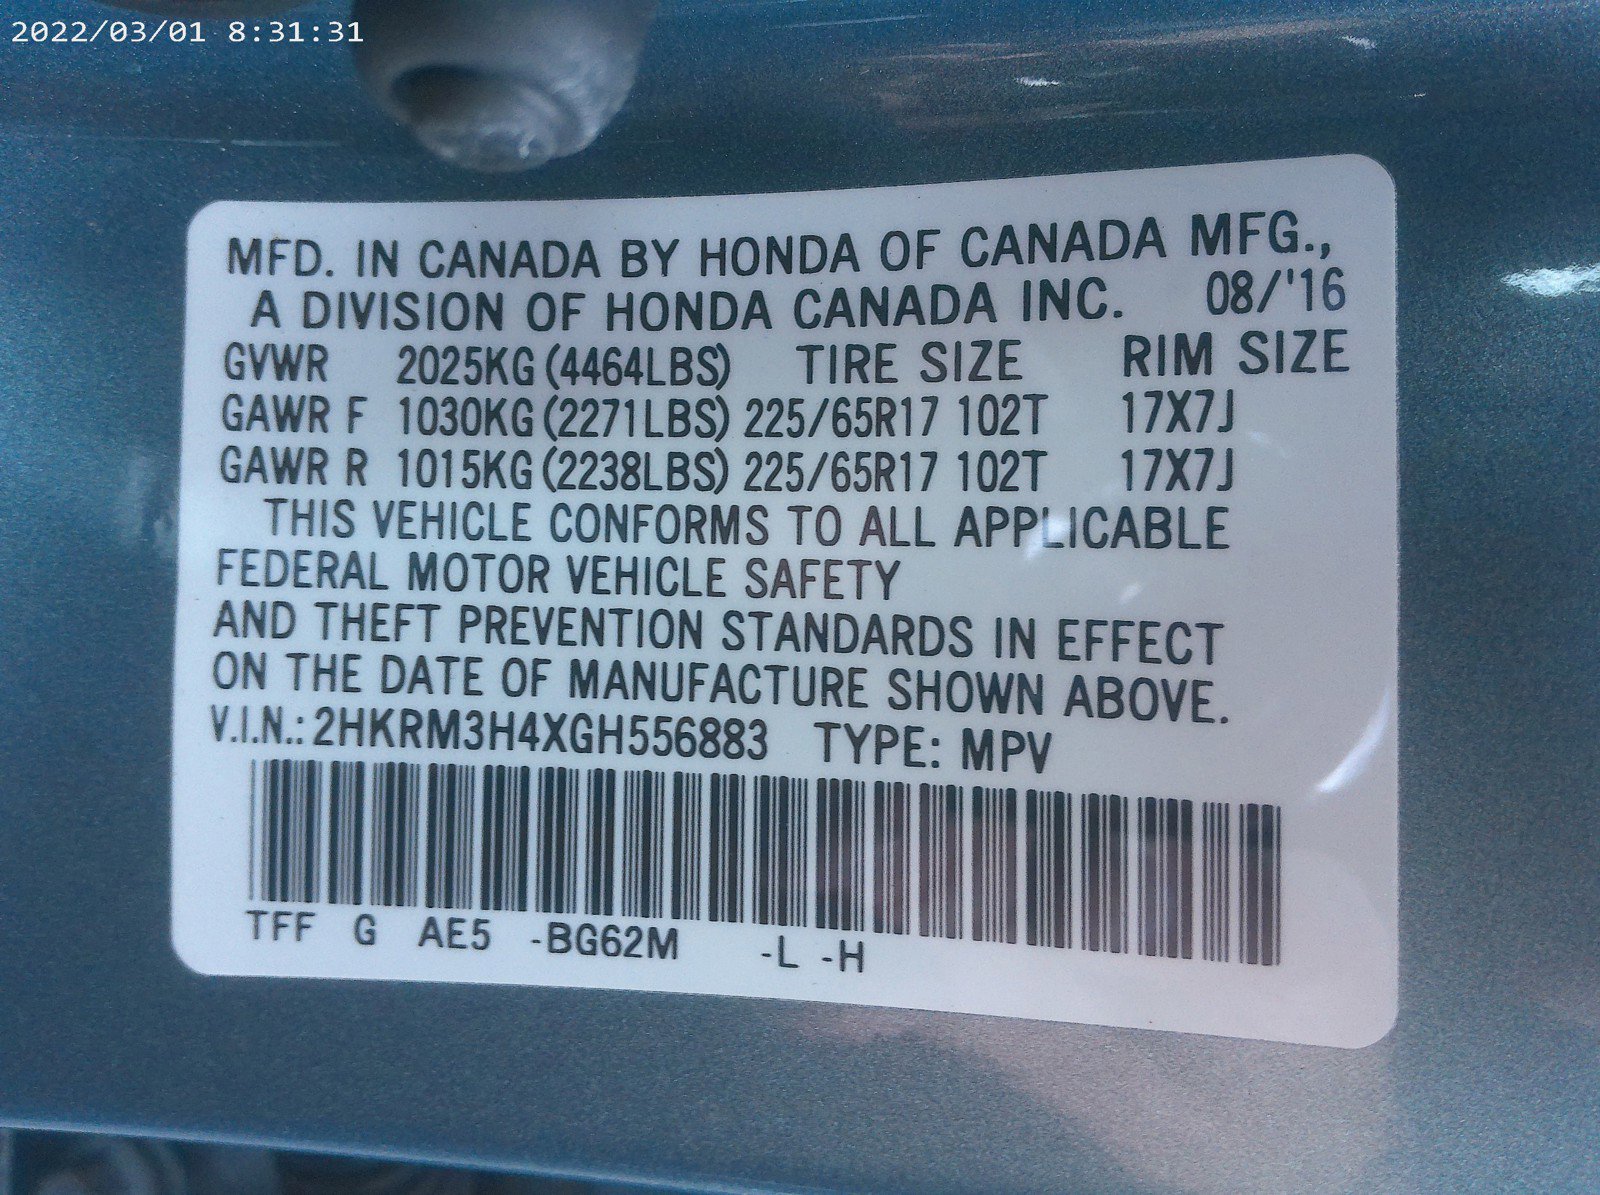 2022/03/01 8:31:31
MFD. IN CANADA BY HONDA OF CANADA MFG.,
A DIVISION OF HONDA CANADA INC. 08/'16
GVWR 2025KG (4464LBS) TIRE SIZE RIM SIZE
GAWR F 1030KG (2271LBS) 225/65R17 102T 17X7J
GAWR R 1015KG (2238LBS) 225/65R17 102T 17X7J
THIS VEHICLE CONFORMS TO ALL APPLICABLE
FEDERAL MOTOR VEHICLE SAFETY
AND THEFT PREVENTION STANDARDS IN EFFECT
ON THE DATE OF MANUFACTURE SHOWN ABOVE.
V.I.N.: 2HKRM3H4XGH556883 TYPE: MPV
TFF G AE5 -BG62M -L -H